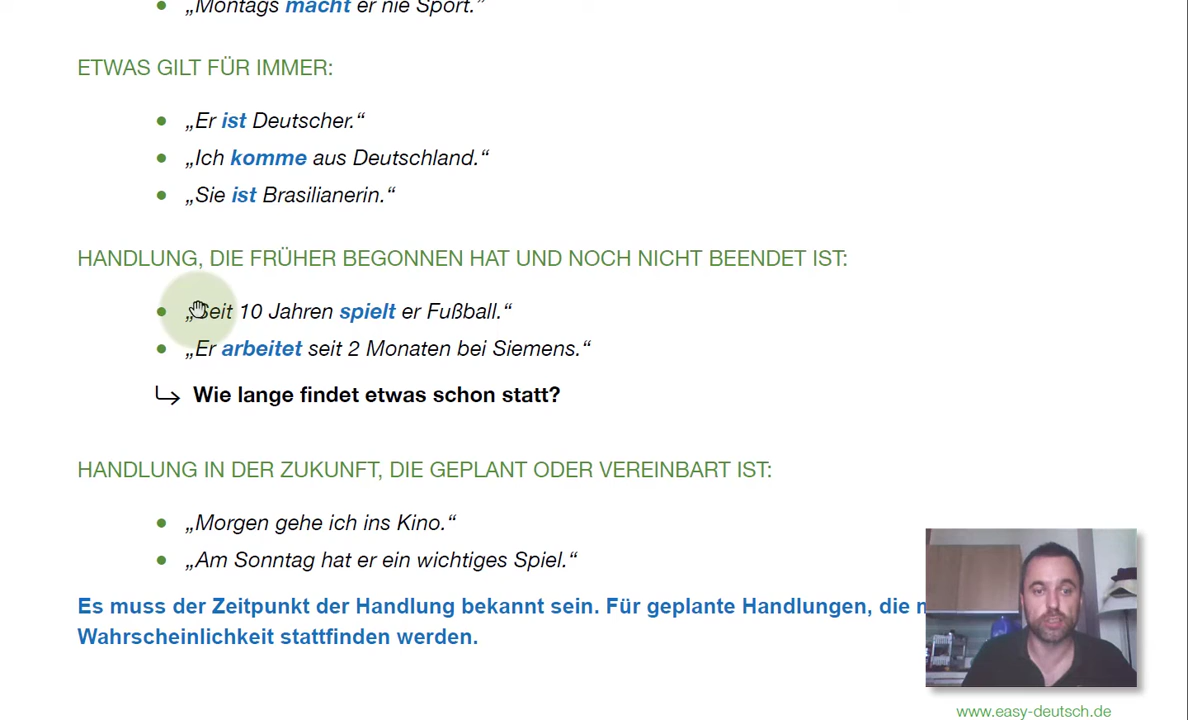 „Montags macht er nie Sport.“
ETWAS GILT FÜR IMMER:
„Er ist Deutscher.“
„Ich komme aus Deutschland.“
„Sie ist Brasilianerin.“
HANDLUNG, DIE FRÜHER BEGONNEN HAT UND NOCH NICHT BEENDET IST:
„Seit 10 Jahren spielt er Fußball.“
„Er arbeitet seit 2 Monaten bei Siemens.“
Wie lange findet etwas schon statt?
HANDLUNG IN DER ZUKUNFT, DIE GEPLANT ODER VEREINBART IST:
„Morgen gehe ich ins Kino.“
„Am Sonntag hat er ein wichtiges Spiel.“
Es muss der Zeitpunkt der Handlung bekannt sein. Für geplante Handlungen, die
Wahrscheinlichkeit stattfinden werden.
www.easy-deutsch.de